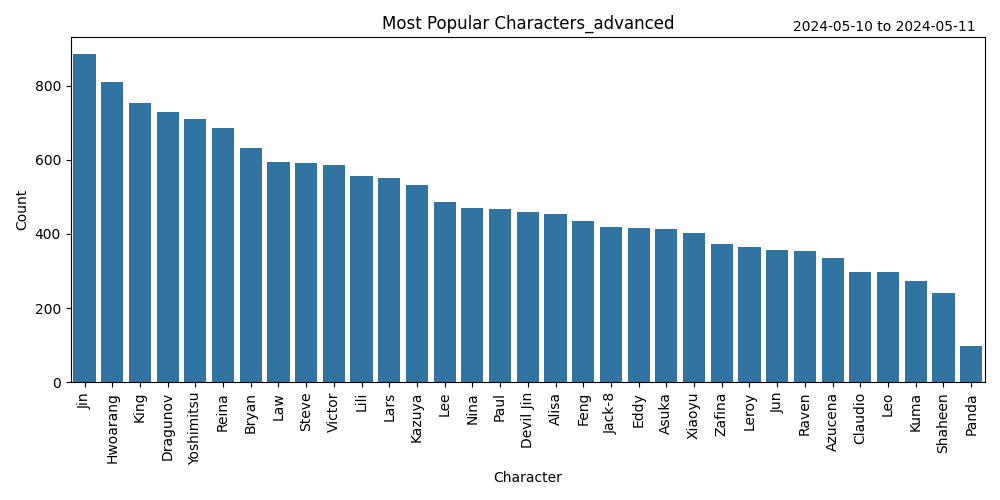 Most Popular Characters_advanced
2024-05-10 to 2024-05-11
Count
800
600
400
200
0
Jin
Hwoarang
King
Dragunov
Yoshimitsu
Reina
Bryan
Law
Steve
Victor
Lili
Lars
Kazuya
Lee
Nina
Paul
Devil Jin
Alisa
Feng
Jack-8
Eddy
Asuka
Xiaoyu
Zafina
Leroy
Jun
Raven
Azucena
Claudio
Leo
Kuma
Shaheen
Panda
Character